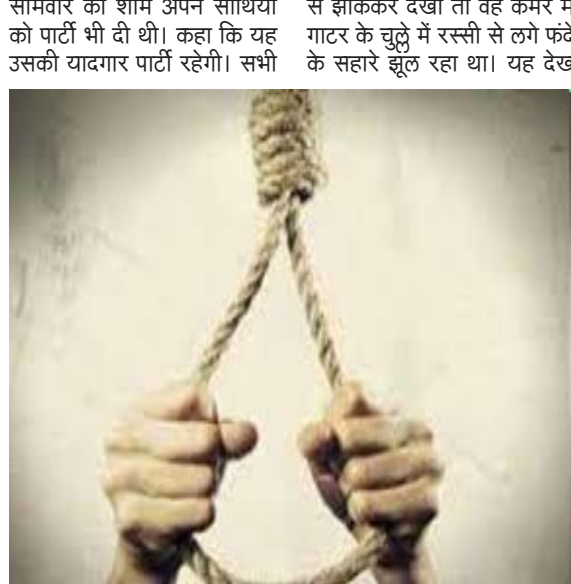 सोमवार की शाम अपने साथियों
को पार्टी भी दी थी। कहा कि यह
उसकी यादगार पार्टी रहेगी। सभी
से झांककर देखा तो वह कमरे में
गाटर के चुल्ले में रस्सी से लगे फंदे
के सहारे झूल रहा था। यह देख